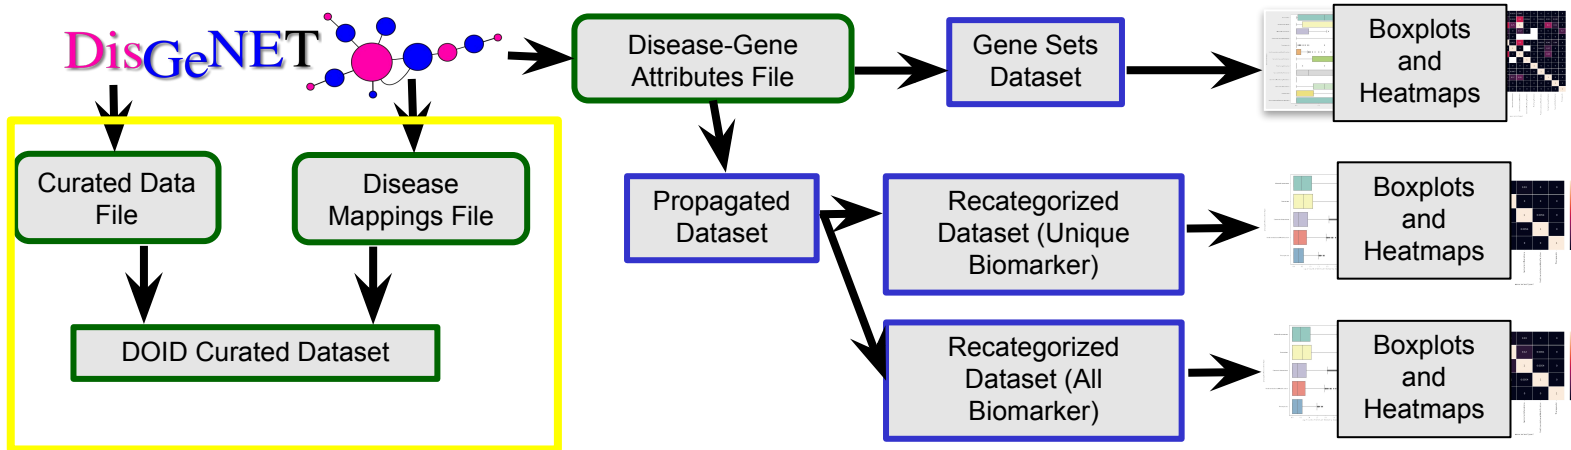 DisGeNET
Disease-Gene
Attributes File
Gene Sets
Dataset
Boxplots
and
Heatmaps
Curated Data
File
Disease
Mappings File
DOID Curated Dataset
Propagated
Dataset
Recategorized
Dataset (Unique
Biomarker)
Boxplots
and
Heatmaps
Recategorized
Dataset (All
Biomarker)
Boxplots
and
Heatmaps